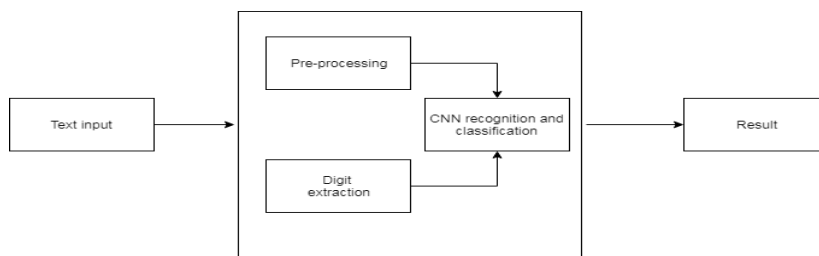 Text input
Pre-processing
CNN recognition and
classification
Digit
extraction
Result